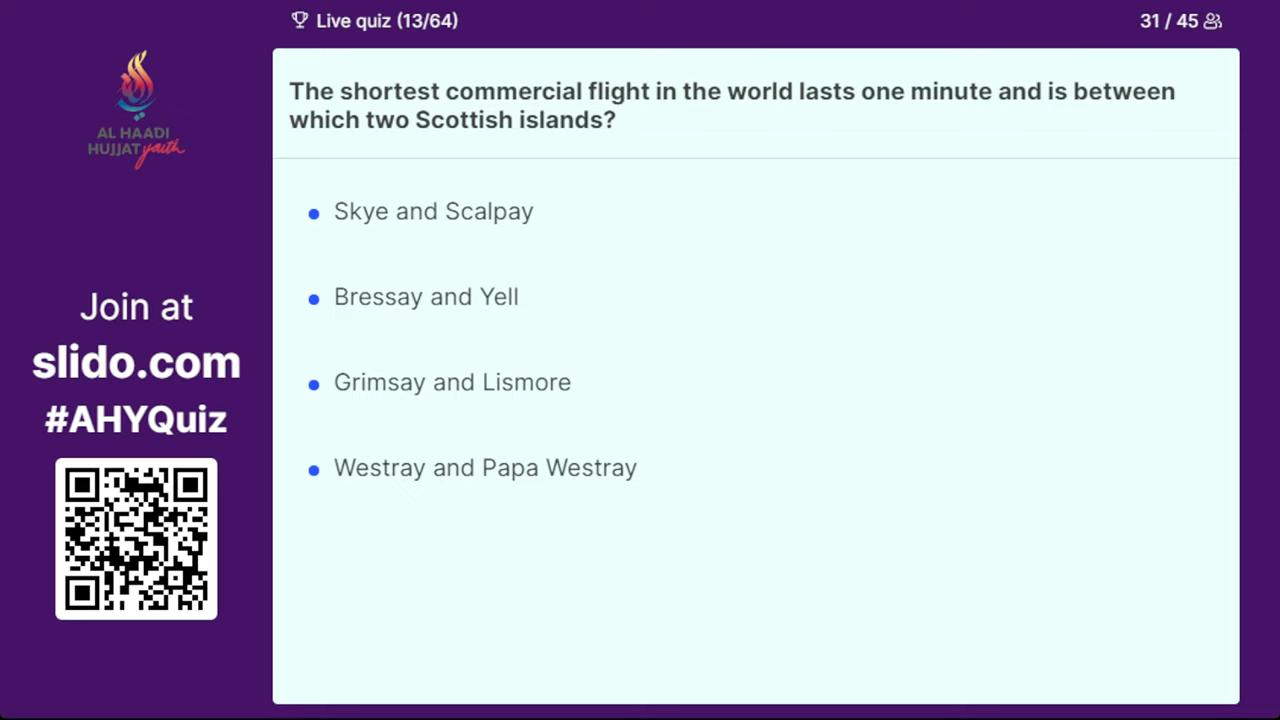 Live quiz (13/64)
31 / 45
AL HAADI
HUJJAT youth
The shortest commercial flight in the world lasts one minute and is between
which two Scottish islands?
Skye and Scalpay
Bressay and Yell
Grimsay and Lismore
Westray and Papa Westray
Join at
slido.com
#AHYQuiz